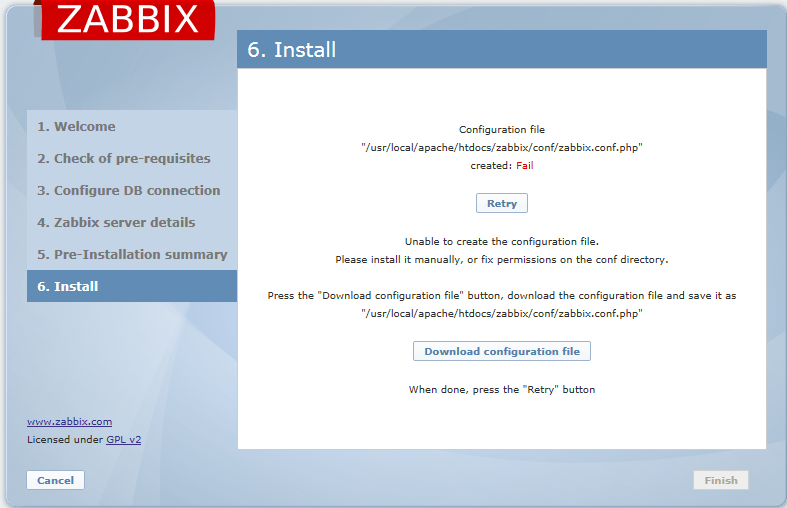 ZABBIX
6. Install
1. Welcome
2. Check of pre-requisites
3. Configure DB connection
4. Zabbix server details
5. Pre-Installation summary
6. Install
Configuration file
"/usr/local/apache/htdocs/zabbix/conf/zabbix.conf.php"
created: Fail
Retry
Unable to create the configuration file.
Please install it manually, or fix permissions on the conf directory.
Press the "Download configuration file" button, download the configuration file and save it as
"/usr/local/apache/htdocs/zabbix/conf/zabbix.conf.php"
Download configuration file
When done, press the "Retry" button
www.zabbix.com
Licensed under GPL v2
Cancel
Finish